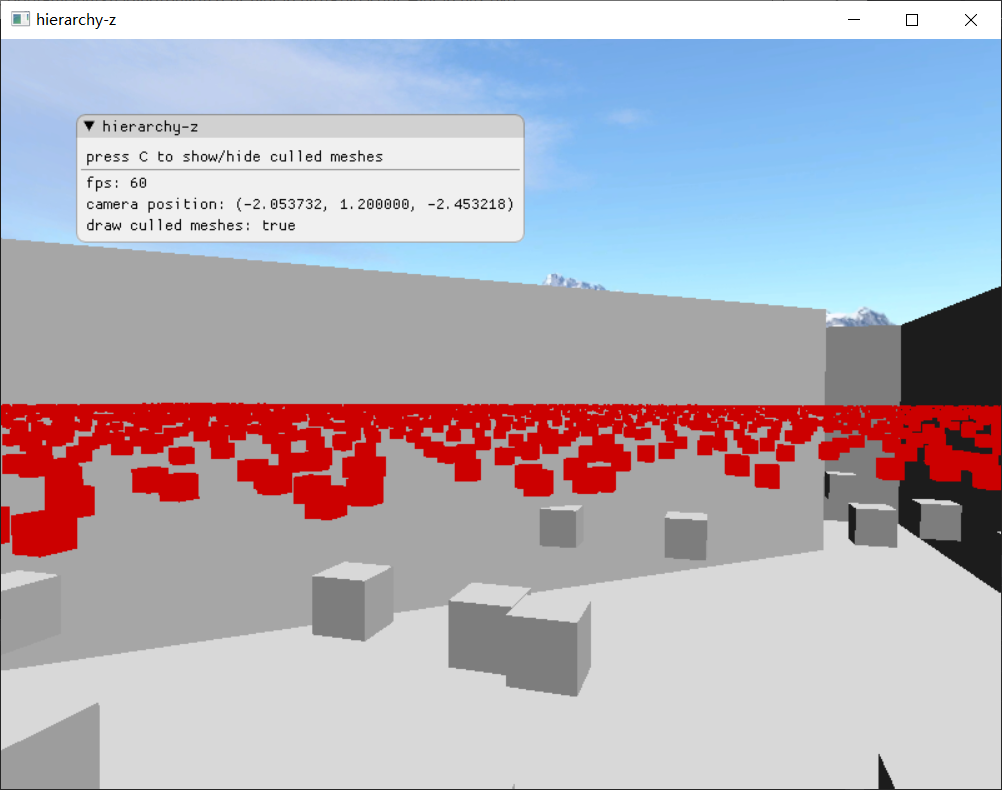 hierarchy-z
hierarchy-z
press C to show/hide culled meshes
fps: 60
camera position: (-2.053732, 1.200000, -2.453218)
draw culled meshes: true